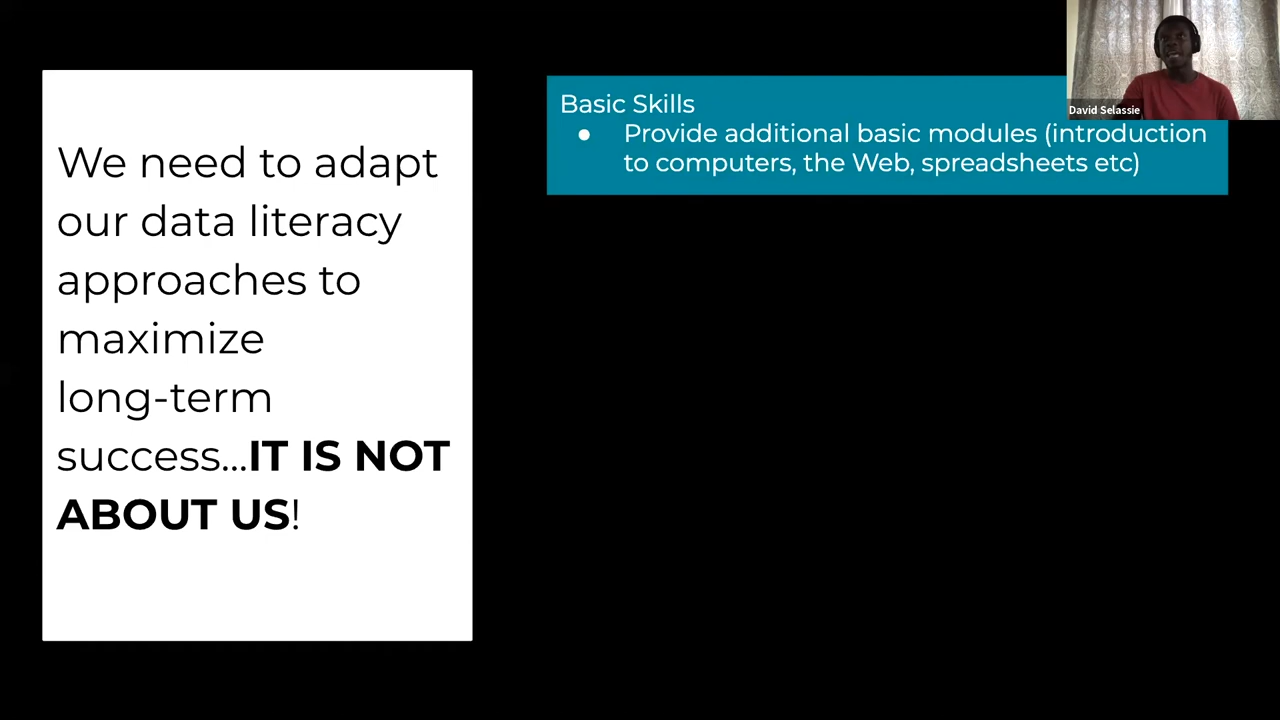 We need to adapt
our data literacy
approaches to
maximize
long-term
success...IT IS NOT
ABOUT US!
Basic Skills
● Provide additional basic modules (introduction
to computers, the Web, spreadsheets etc)
David Selassie